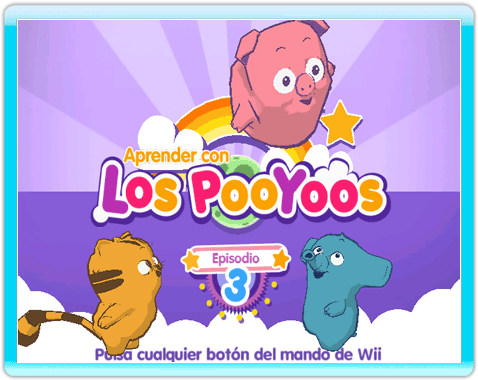 Aprender con
Los PooYoos
Episodio
3
Pulsa cualquier botón del mando de Wii